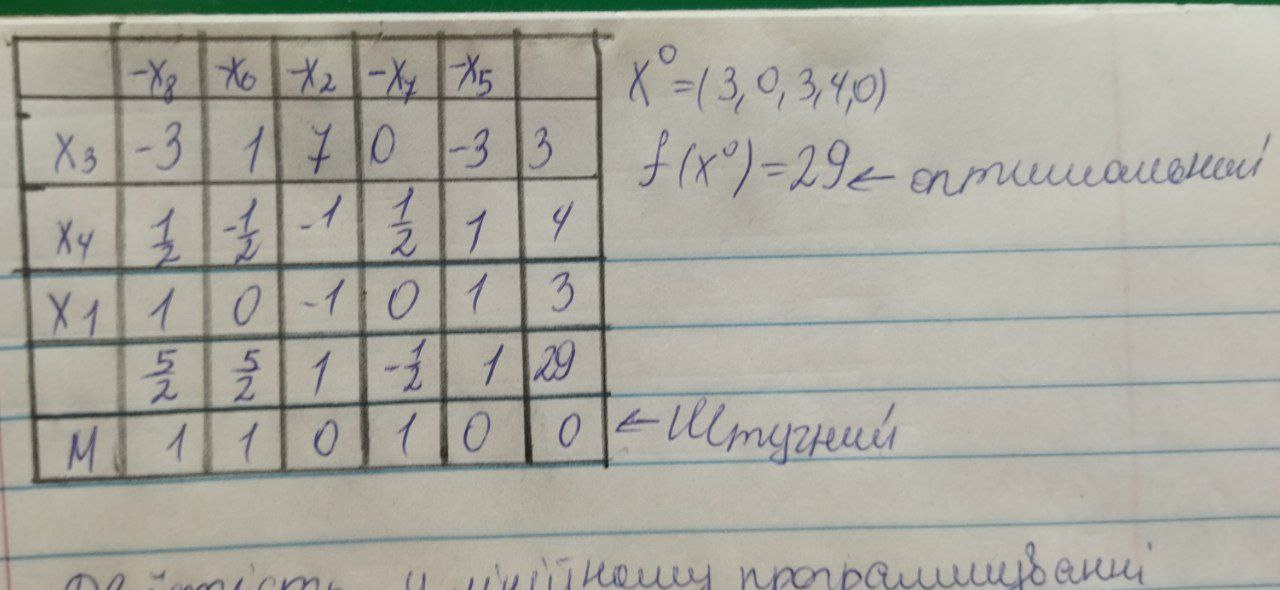 -x₈ -x₆ -x₂ -x₇ -x₅
x₃ -3 1 7 0 -3 3
x₄ 1/2 -1/2 -1 1/2 1 4
x₁ 1 0 -1 0 1 3
5/2 5/2 1 -1/2 1 29
M 1 1 0 1 0 0 ← Штучний
x⁰=(3,0,3,4,0)
f(x⁰)=29 ← оптимальний
у лінійному программуванні